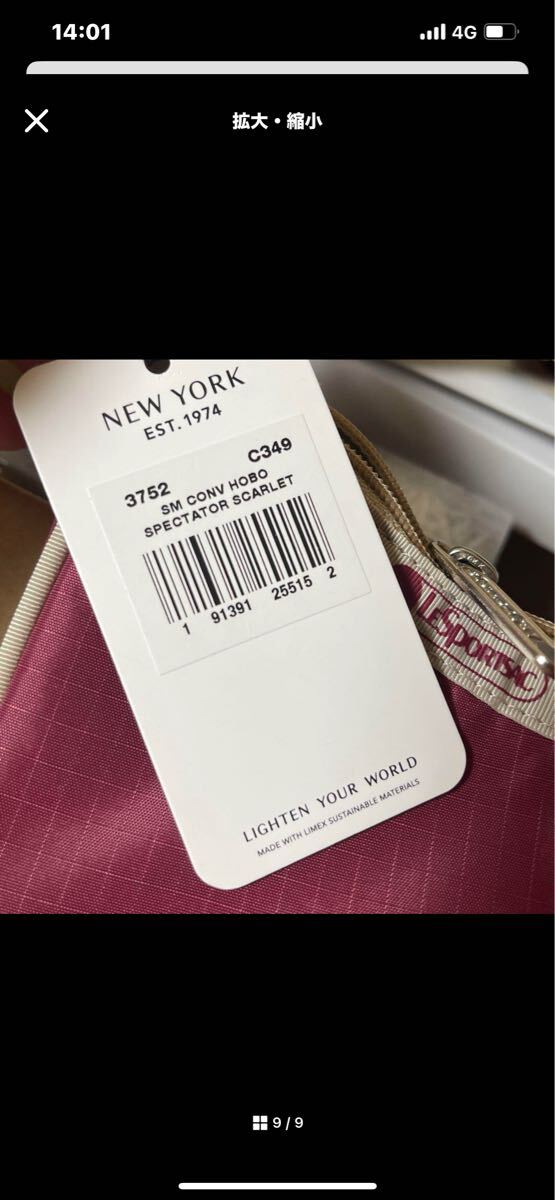 14:01
4G
拡大・縮小
NEW YORK
EST. 1974
3752 C349
SM CONV HOBO
SPECTATOR SCARLET
1 91391 25515 2
LESPORTSAC
LIGHTEN YOUR WORLD
MADE WITH LIMEX SUSTAINABLE MATERIALS
9 / 9